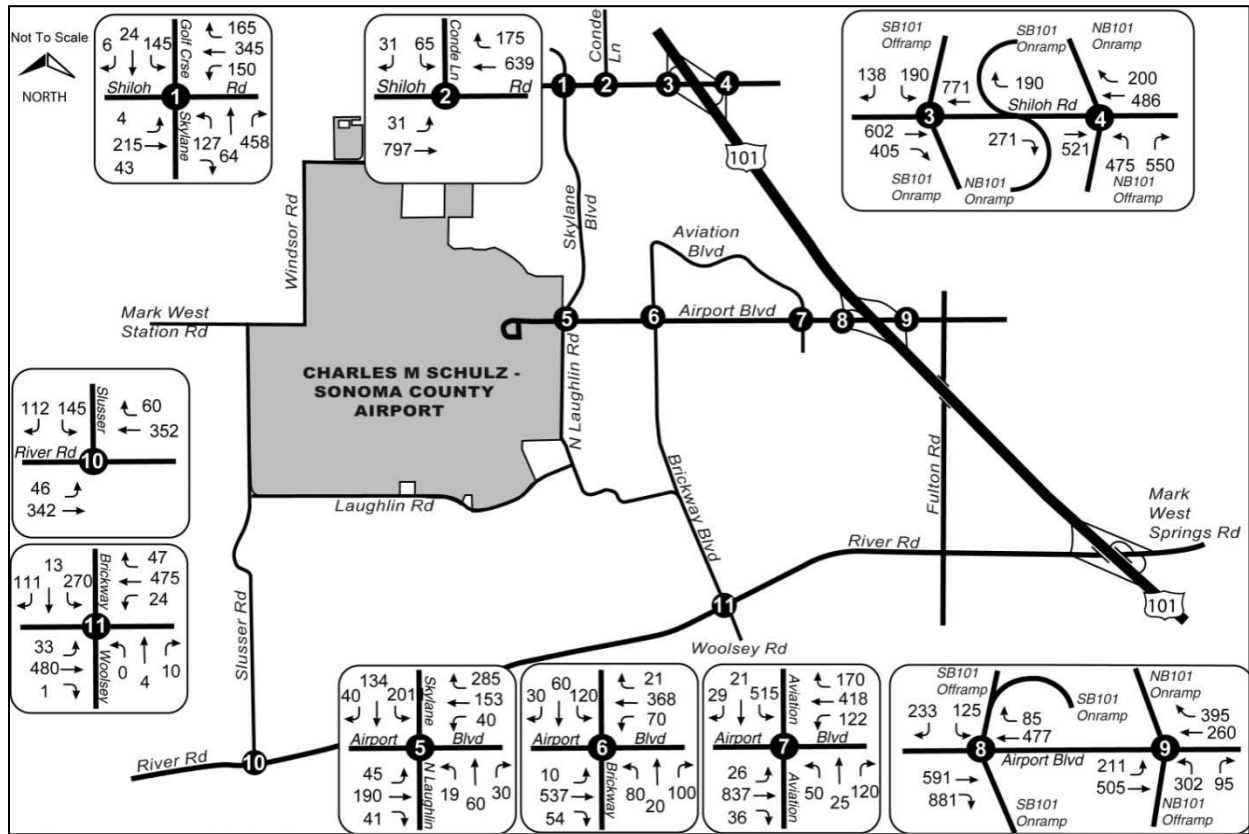 Not To Scale
NORTH
6 24 145
Golf Crse
165
345
150
Shiloh Rd
1
4
215
43
Skylane
127 64 458
31 65
Conde Ln
175
639
Shiloh Rd
2
31
797
Conde Ln
1 2 3 4
101
SB101 Offramp
SB101 Onramp
NB101 Onramp
138 190 771
190
200
486
Shiloh Rd
3 4
602
405
271
521
475 550
SB101 Onramp
NB101 Onramp
NB101 Offramp
Windsor Rd
Skylane Blvd
Aviation Blvd
Mark West
Station Rd
Airport Blvd
5 6 7 8 9
CHARLES M SCHULZ -
SONOMA COUNTY
AIRPORT
N Laughlin Rd
Brickway Blvd
Fulton Rd
Laughlin Rd
Mark
West
Springs Rd
River Rd
101
11
Woolsey Rd
Slusser Rd
River Rd
10
112 145
Slusser
60
352
River Rd
10
46
342
111 13 270
Brickway
47
475
24
11
33
480
1
Woolsey
0 4 10
40 134 201
Skylane
285
153
40
Airport Blvd
5
45
190
41
N Laughlin
19 60 30
30 60 120
21
368
70
Airport Blvd
6
10
537
54
Brickway
80 20 100
29 21 515
Aviation
170
418
122
Airport Blvd
7
26
837
36
Aviation
50 25 120
SB101 Offramp
SB101 Onramp
NB101 Onramp
233 125
85
477
395
260
8 9
Airport Blvd
591
881
211
505
302 95
SB101 Onramp
NB101 Offramp